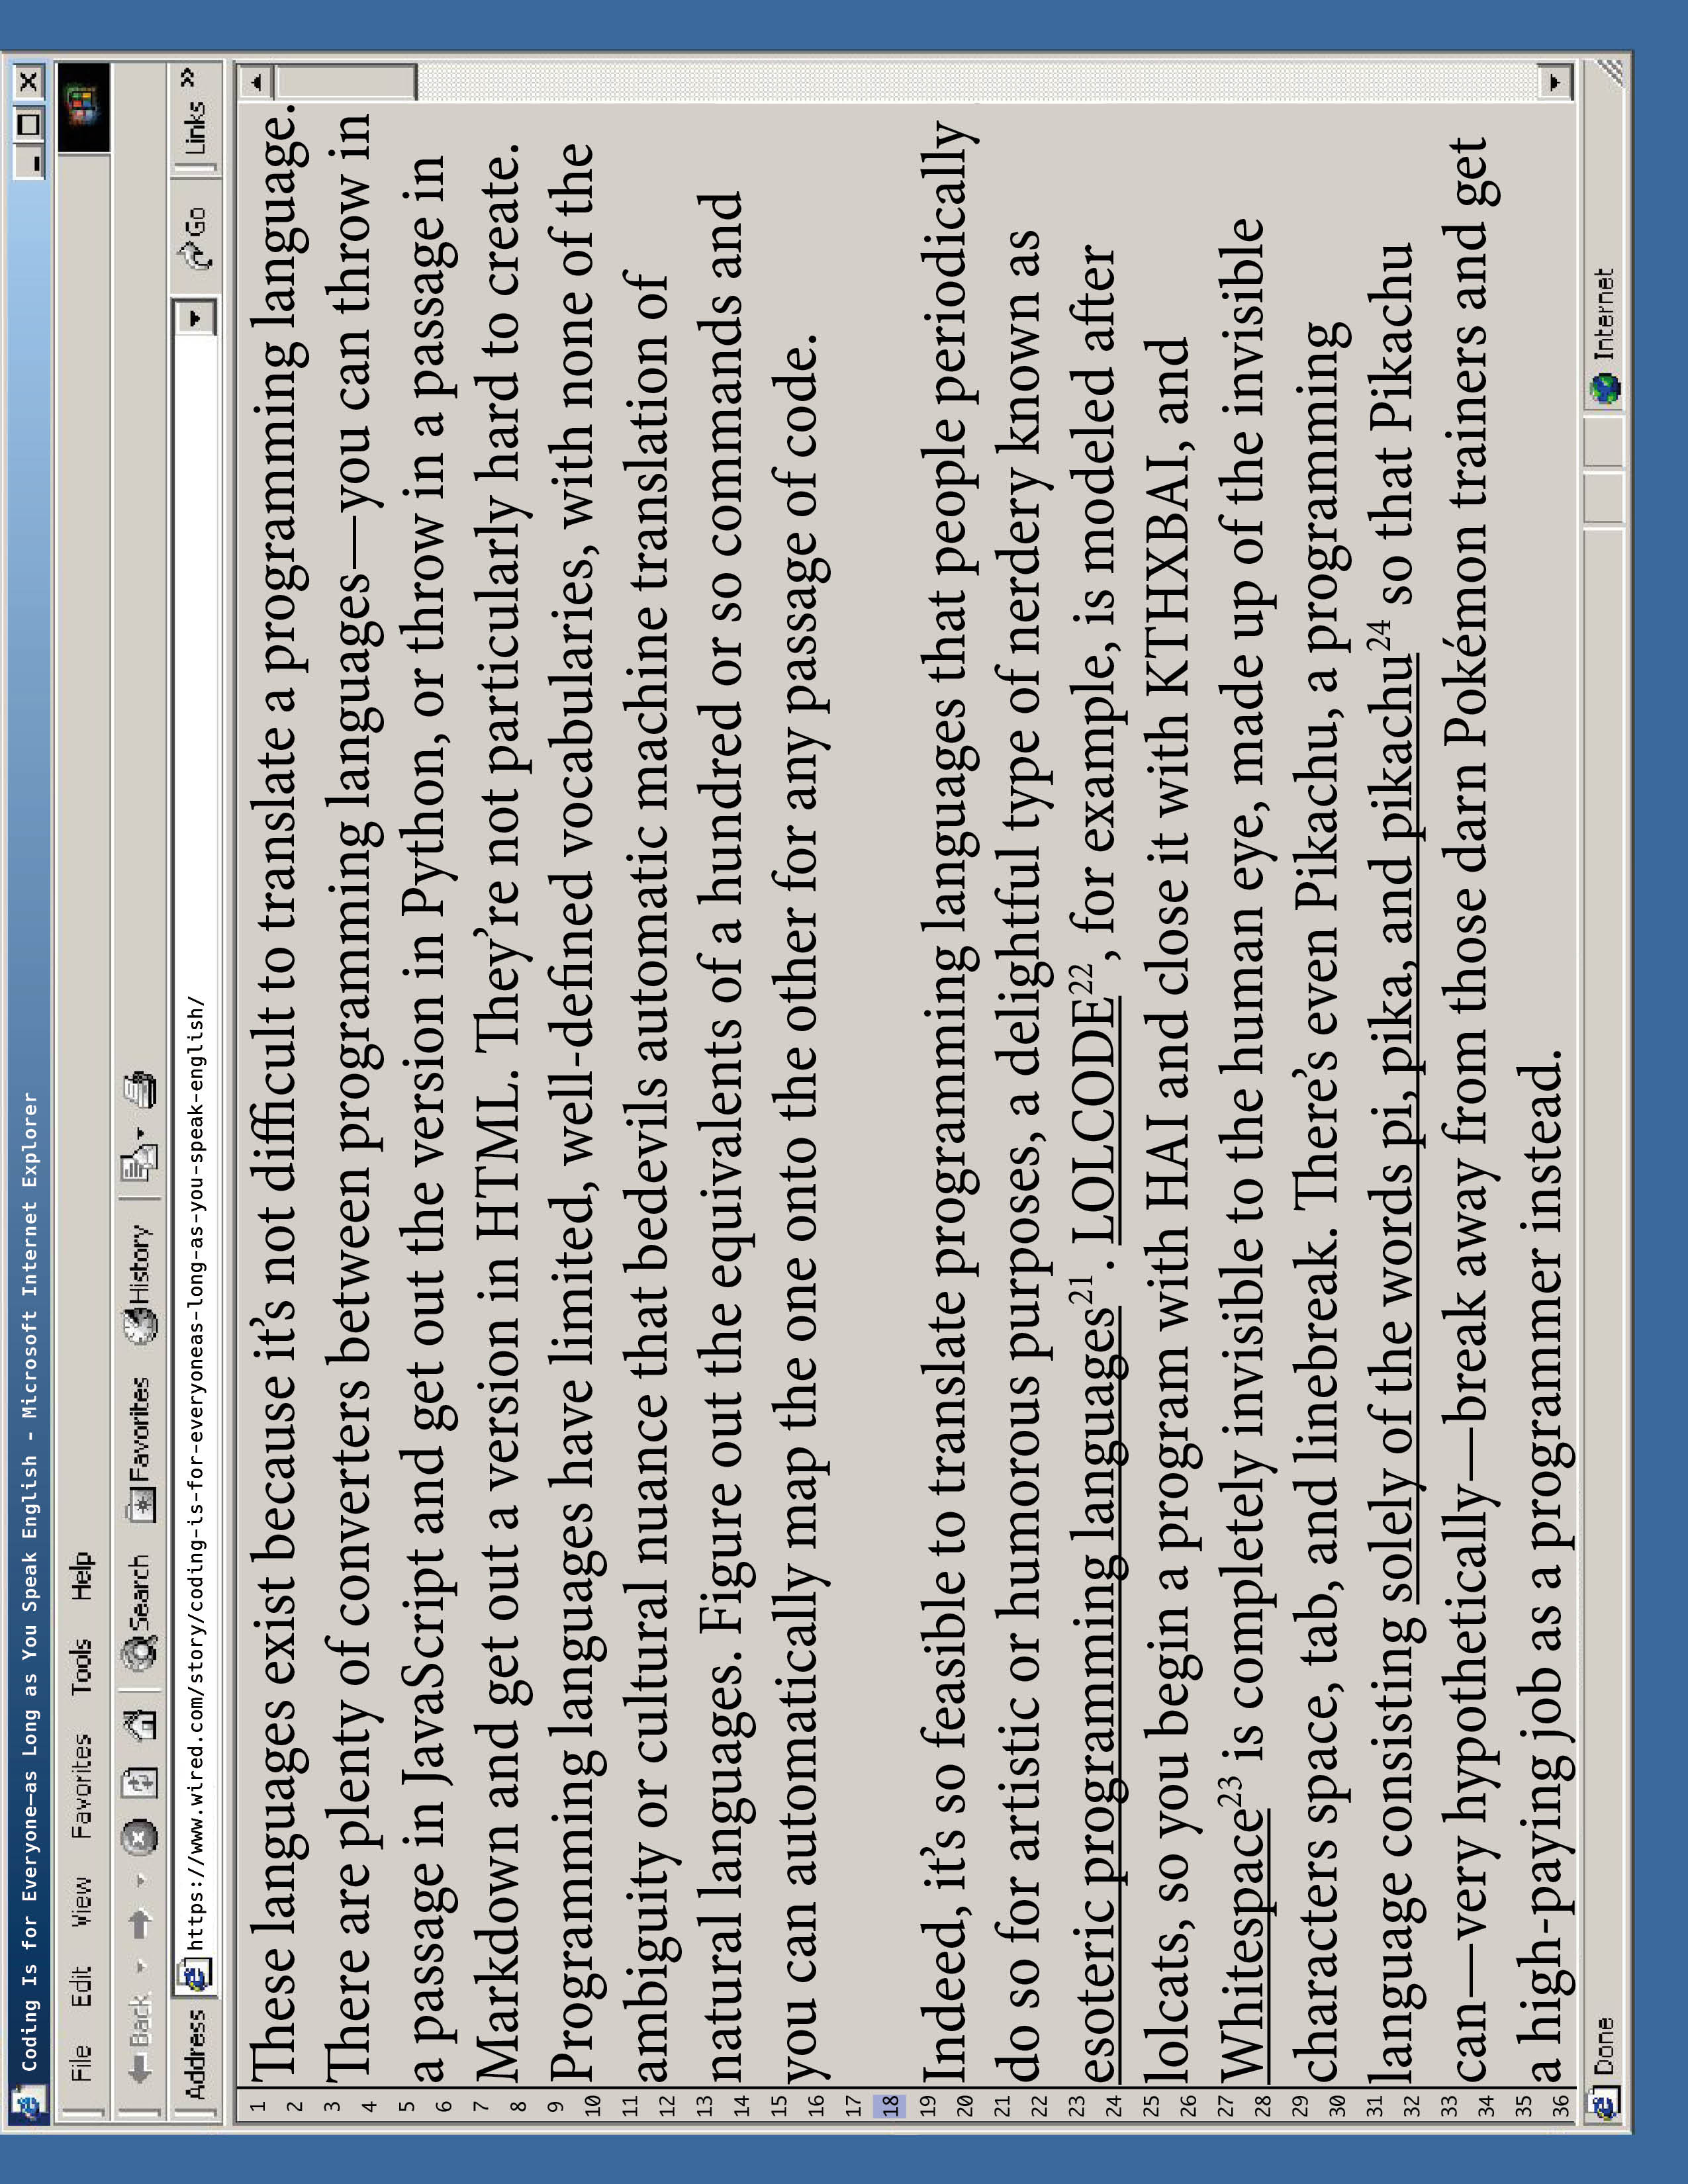 Coding Is for Everyone—as Long as You Speak English - Microsoft Internet Explorer
File Edit View Favorites Tools Help
Back Search Favorites History
Address https://www.wired.com/story/coding-is-for-everyoneas-long-as-you-speak-english/ Go Links »
1 These languages exist because it’s not difficult to translate a programming language.
2
3 There are plenty of converters between programming languages—you can throw in
4
5 a passage in JavaScript and get out the version in Python, or throw in a passage in
6
7 Markdown and get out a version in HTML. They’re not particularly hard to create.
8
9 Programming languages have limited, well-defined vocabularies, with none of the
10
11 ambiguity or cultural nuance that bedevils automatic machine translation of
12
13 natural languages. Figure out the equivalents of a hundred or so commands and
14
15 you can automatically map the one onto the other for any passage of code.
16
17
18
19 Indeed, it’s so feasible to translate programming languages that people periodically
20
21 do so for artistic or humorous purposes, a delightful type of nerdery known as
22
23 esoteric programming languages21. LOLCODE22, for example, is modeled after
24
25 lolcats, so you begin a program with HAI and close it with KTHXBAI, and
26
27 Whitespace23 is completely invisible to the human eye, made up of the invisible
28
29 characters space, tab, and linebreak. There’s even Pikachu, a programming
30
31 language consisting solely of the words pi, pika, and pikachu24 so that Pikachu
32
33 can—very hypothetically—break away from those darn Pokémon trainers and get
34
35 a high-paying job as a programmer instead.
36
Done Internet